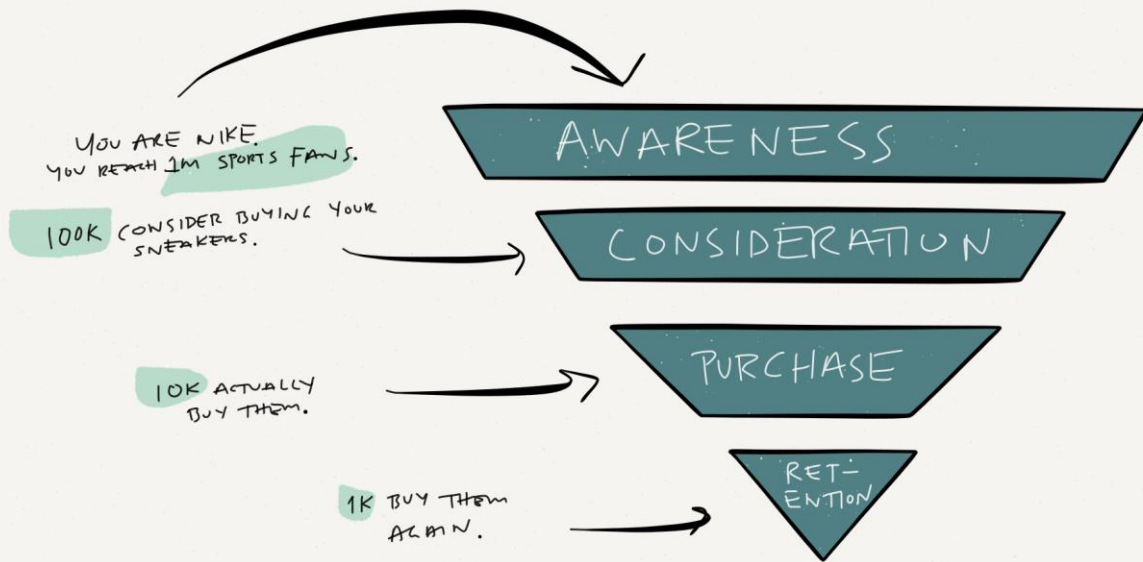 YOU ARE NIKE.
YOU REACH 1M SPORTS FANS.
AWARENESS
100K CONSIDER BUYING YOUR
SNEAKERS.
CONSIDERATION
10K ACTUALLY
BUY THEM.
PURCHASE
1K BUY THEM
AGAIN.
RET-
ENTION